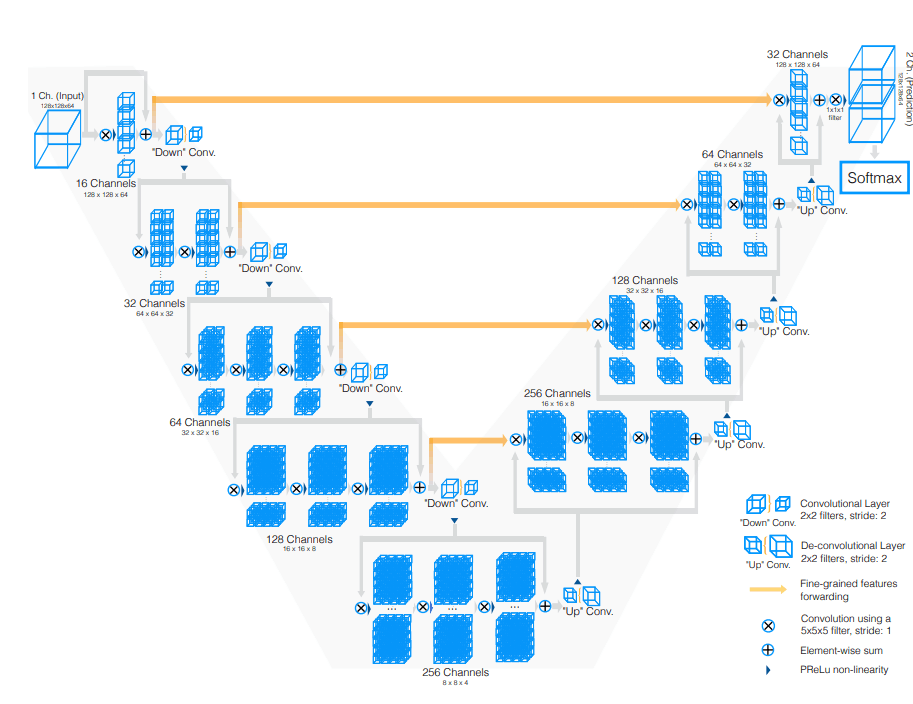 1 Ch. (Input)
128x128x64
"Down" Conv.
16 Channels
128 x 128 x 64
"Down" Conv.
32 Channels
64 x 64 x 32
"Down" Conv.
64 Channels
32 x 32 x 16
"Down" Conv.
128 Channels
16 x 16 x 8
256 Channels
8 x 8 x 4
"Up" Conv.
256 Channels
16 x 16 x 8
"Up" Conv.
128 Channels
32 x 32 x 16
"Up" Conv.
64 Channels
64 x 64 x 32
"Up" Conv.
32 Channels
128 x 128 x 64
1x1x1
filter
2 Ch. (Prediction)
128x128x64
Softmax
"Down" Conv.
Convolutional Layer
2x2 filters, stride: 2
"Up" Conv.
De-convolutional Layer
2x2 filters, stride: 2
Fine-grained features
forwarding
Convolution using a
5x5x5 filter, stride: 1
Element-wise sum
PReLu non-linearity